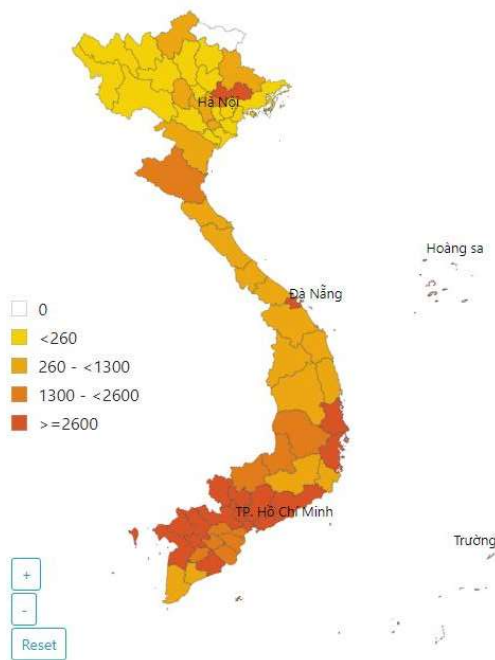 Hà Nội
Hoàng sa
Đà Nẵng
0
<260
260 - <1300
1300 - <2600
>=2600
TP. Hồ Chí Minh
Trường
+
-
Reset